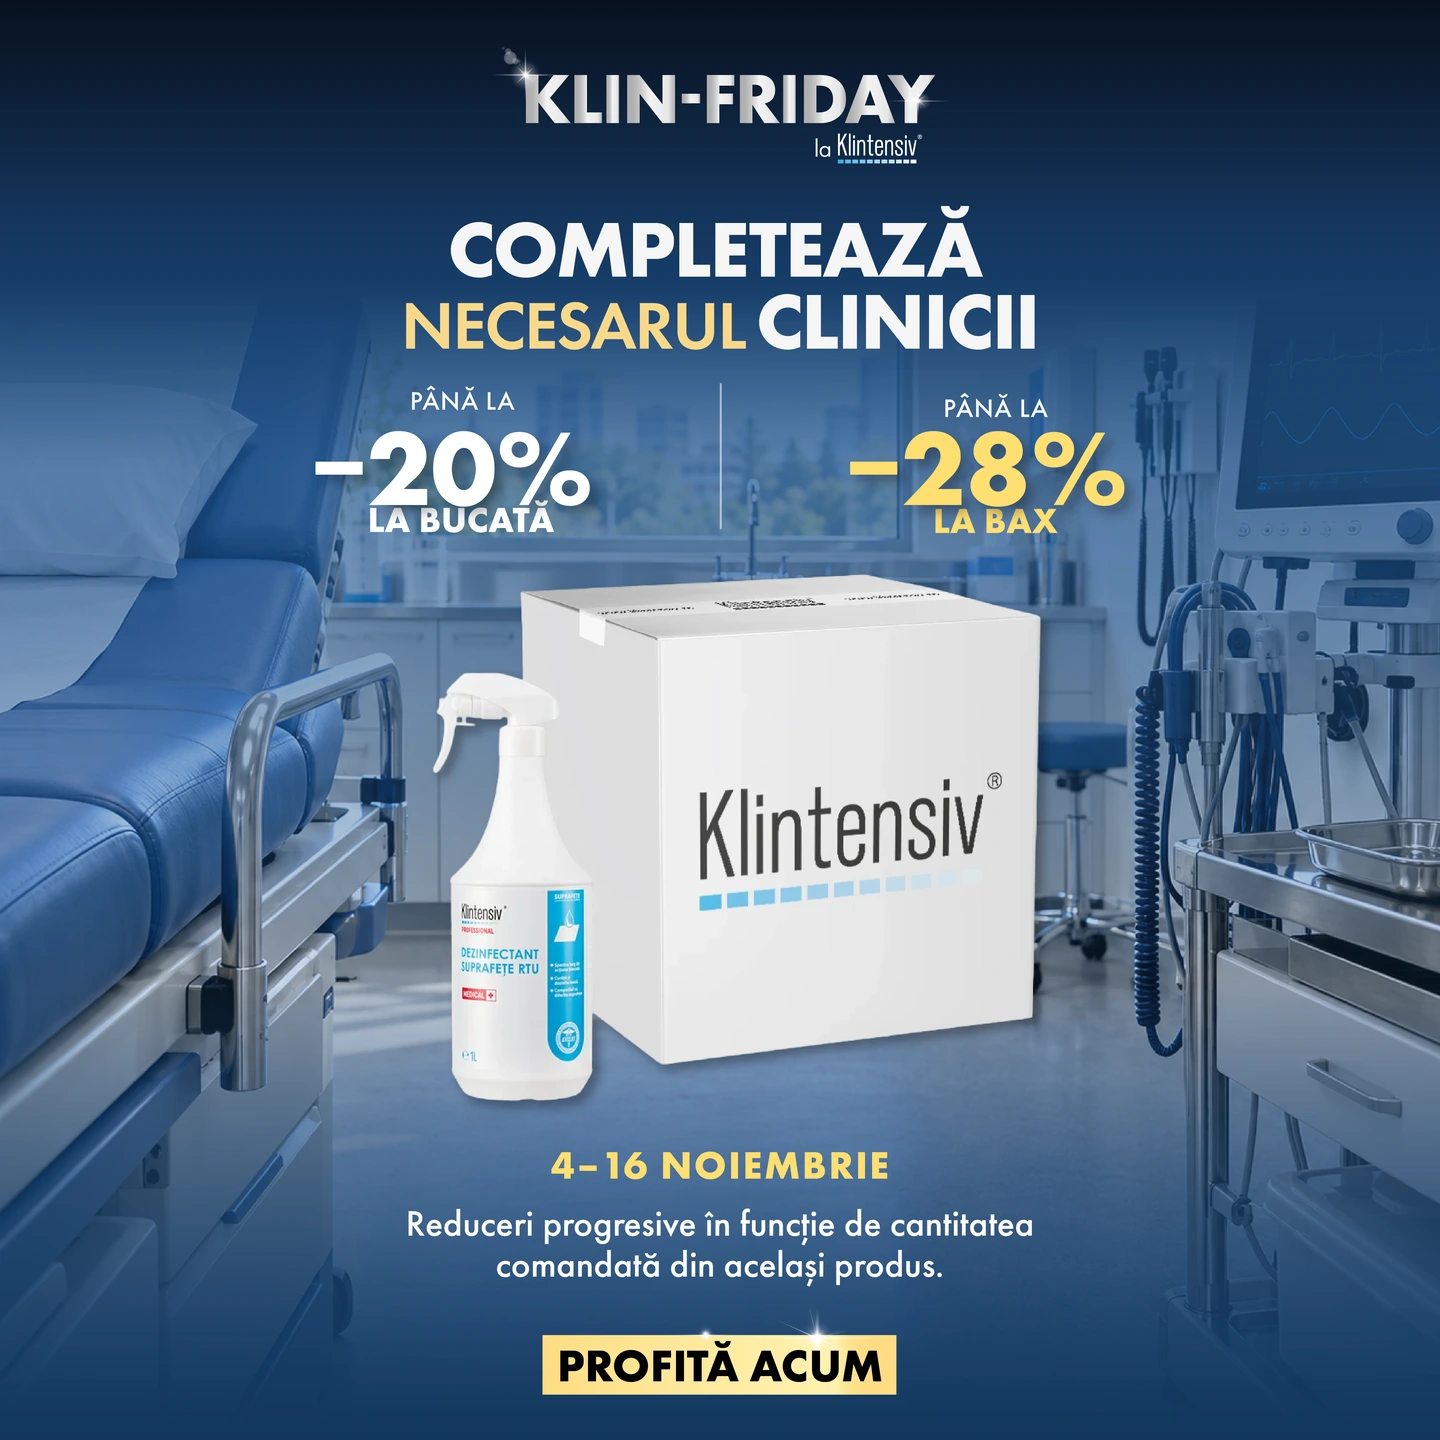 KLIN-FRIDAY
la Klintensiv®
COMPLETEAZĂ
NECESARUL CLINICII
PÂNĂ LA
-20%
LA BUCATĂ
PÂNĂ LA
-28%
LA BAX
Klintensiv®
Klintensiv®
PROFESSIONAL
DEZINFECTANT
SUPRAFEȚE RTU
MEDICAL +
SUPRAFEȚE
℮ 1L
4–16 NOIEMBRIE
Reduceri progresive în funcție de cantitatea
comandată din același produs.
PROFITĂ ACUM